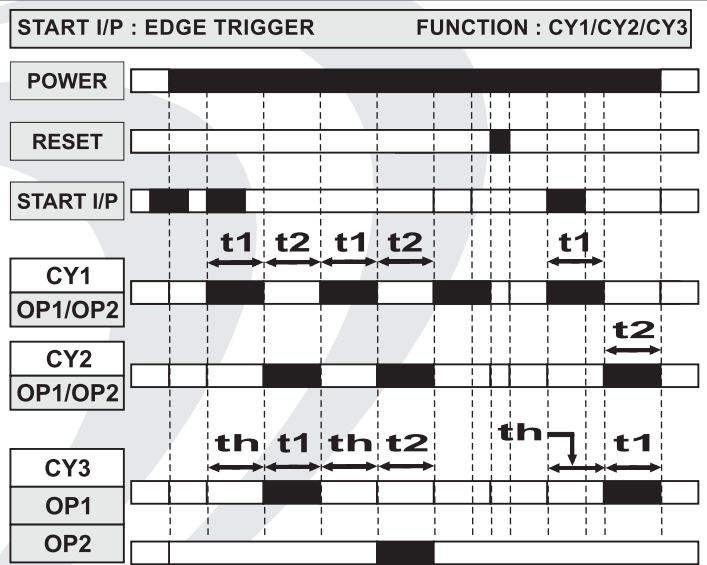 START I/P : EDGE TRIGGER FUNCTION : CY1/CY2/CY3
POWER
RESET
START I/P
t1 t2 t1 t2 t1
CY1
OP1/OP2
t2
CY2
OP1/OP2
th t1 th t2 th t1
CY3
OP1
OP2